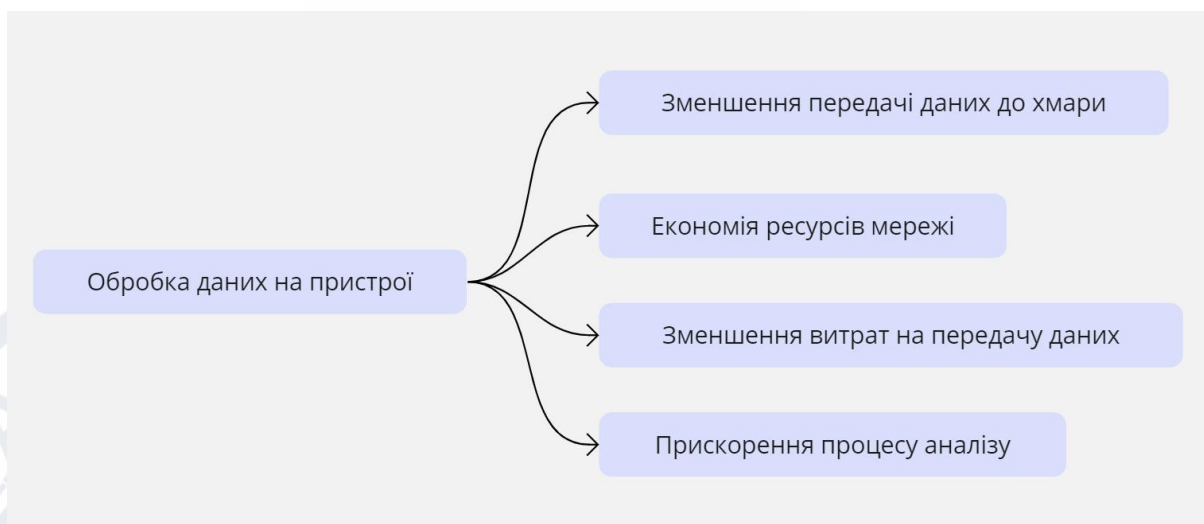 Зменшення передачі даних до хмари
Економія ресурсів мережі
Обробка даних на пристрої
Зменшення витрат на передачу даних
Прискорення процесу аналізу